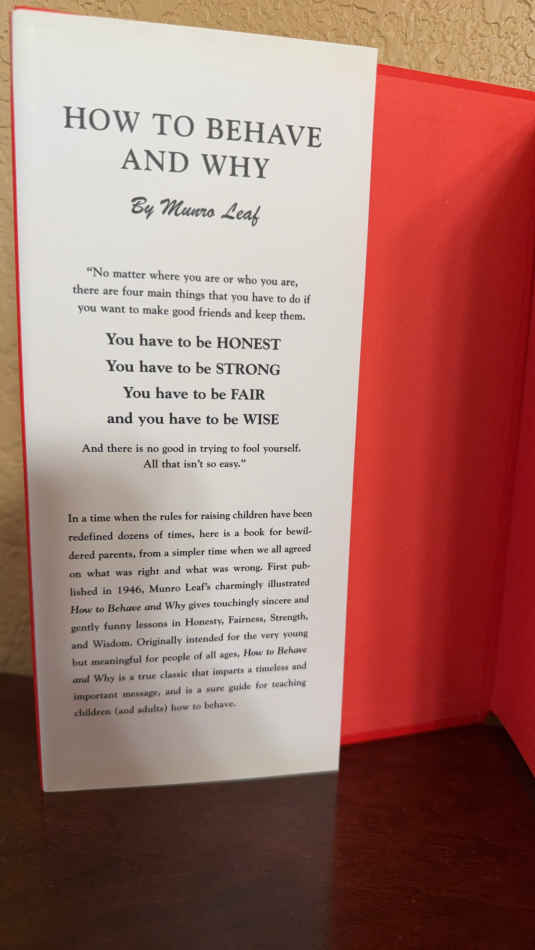 HOW TO BEHAVE
AND WHY
By Munro Leaf
“No matter where you are or who you are,
there are four main things that you have to do if
you want to make good friends and keep them.
You have to be HONEST
You have to be STRONG
You have to be FAIR
and you have to be WISE
And there is no good in trying to fool yourself.
All that isn't so easy.”
In a time when the rules for raising children have been
redefined dozens of times, here is a book for bewil-
dered parents, from a simpler time when we all agreed
on what was right and what was wrong. First pub-
lished in 1946, Munro Leaf's charmingly illustrated
How to Behave and Why gives touchingly sincere and
gently funny lessons in Honesty, Fairness, Strength,
and Wisdom. Originally intended for the very young
but meaningful for people of all ages, How to Behave
and Why is a true classic that imparts a timeless and
important message, and is a sure guide for teaching
children (and adults) how to behave.